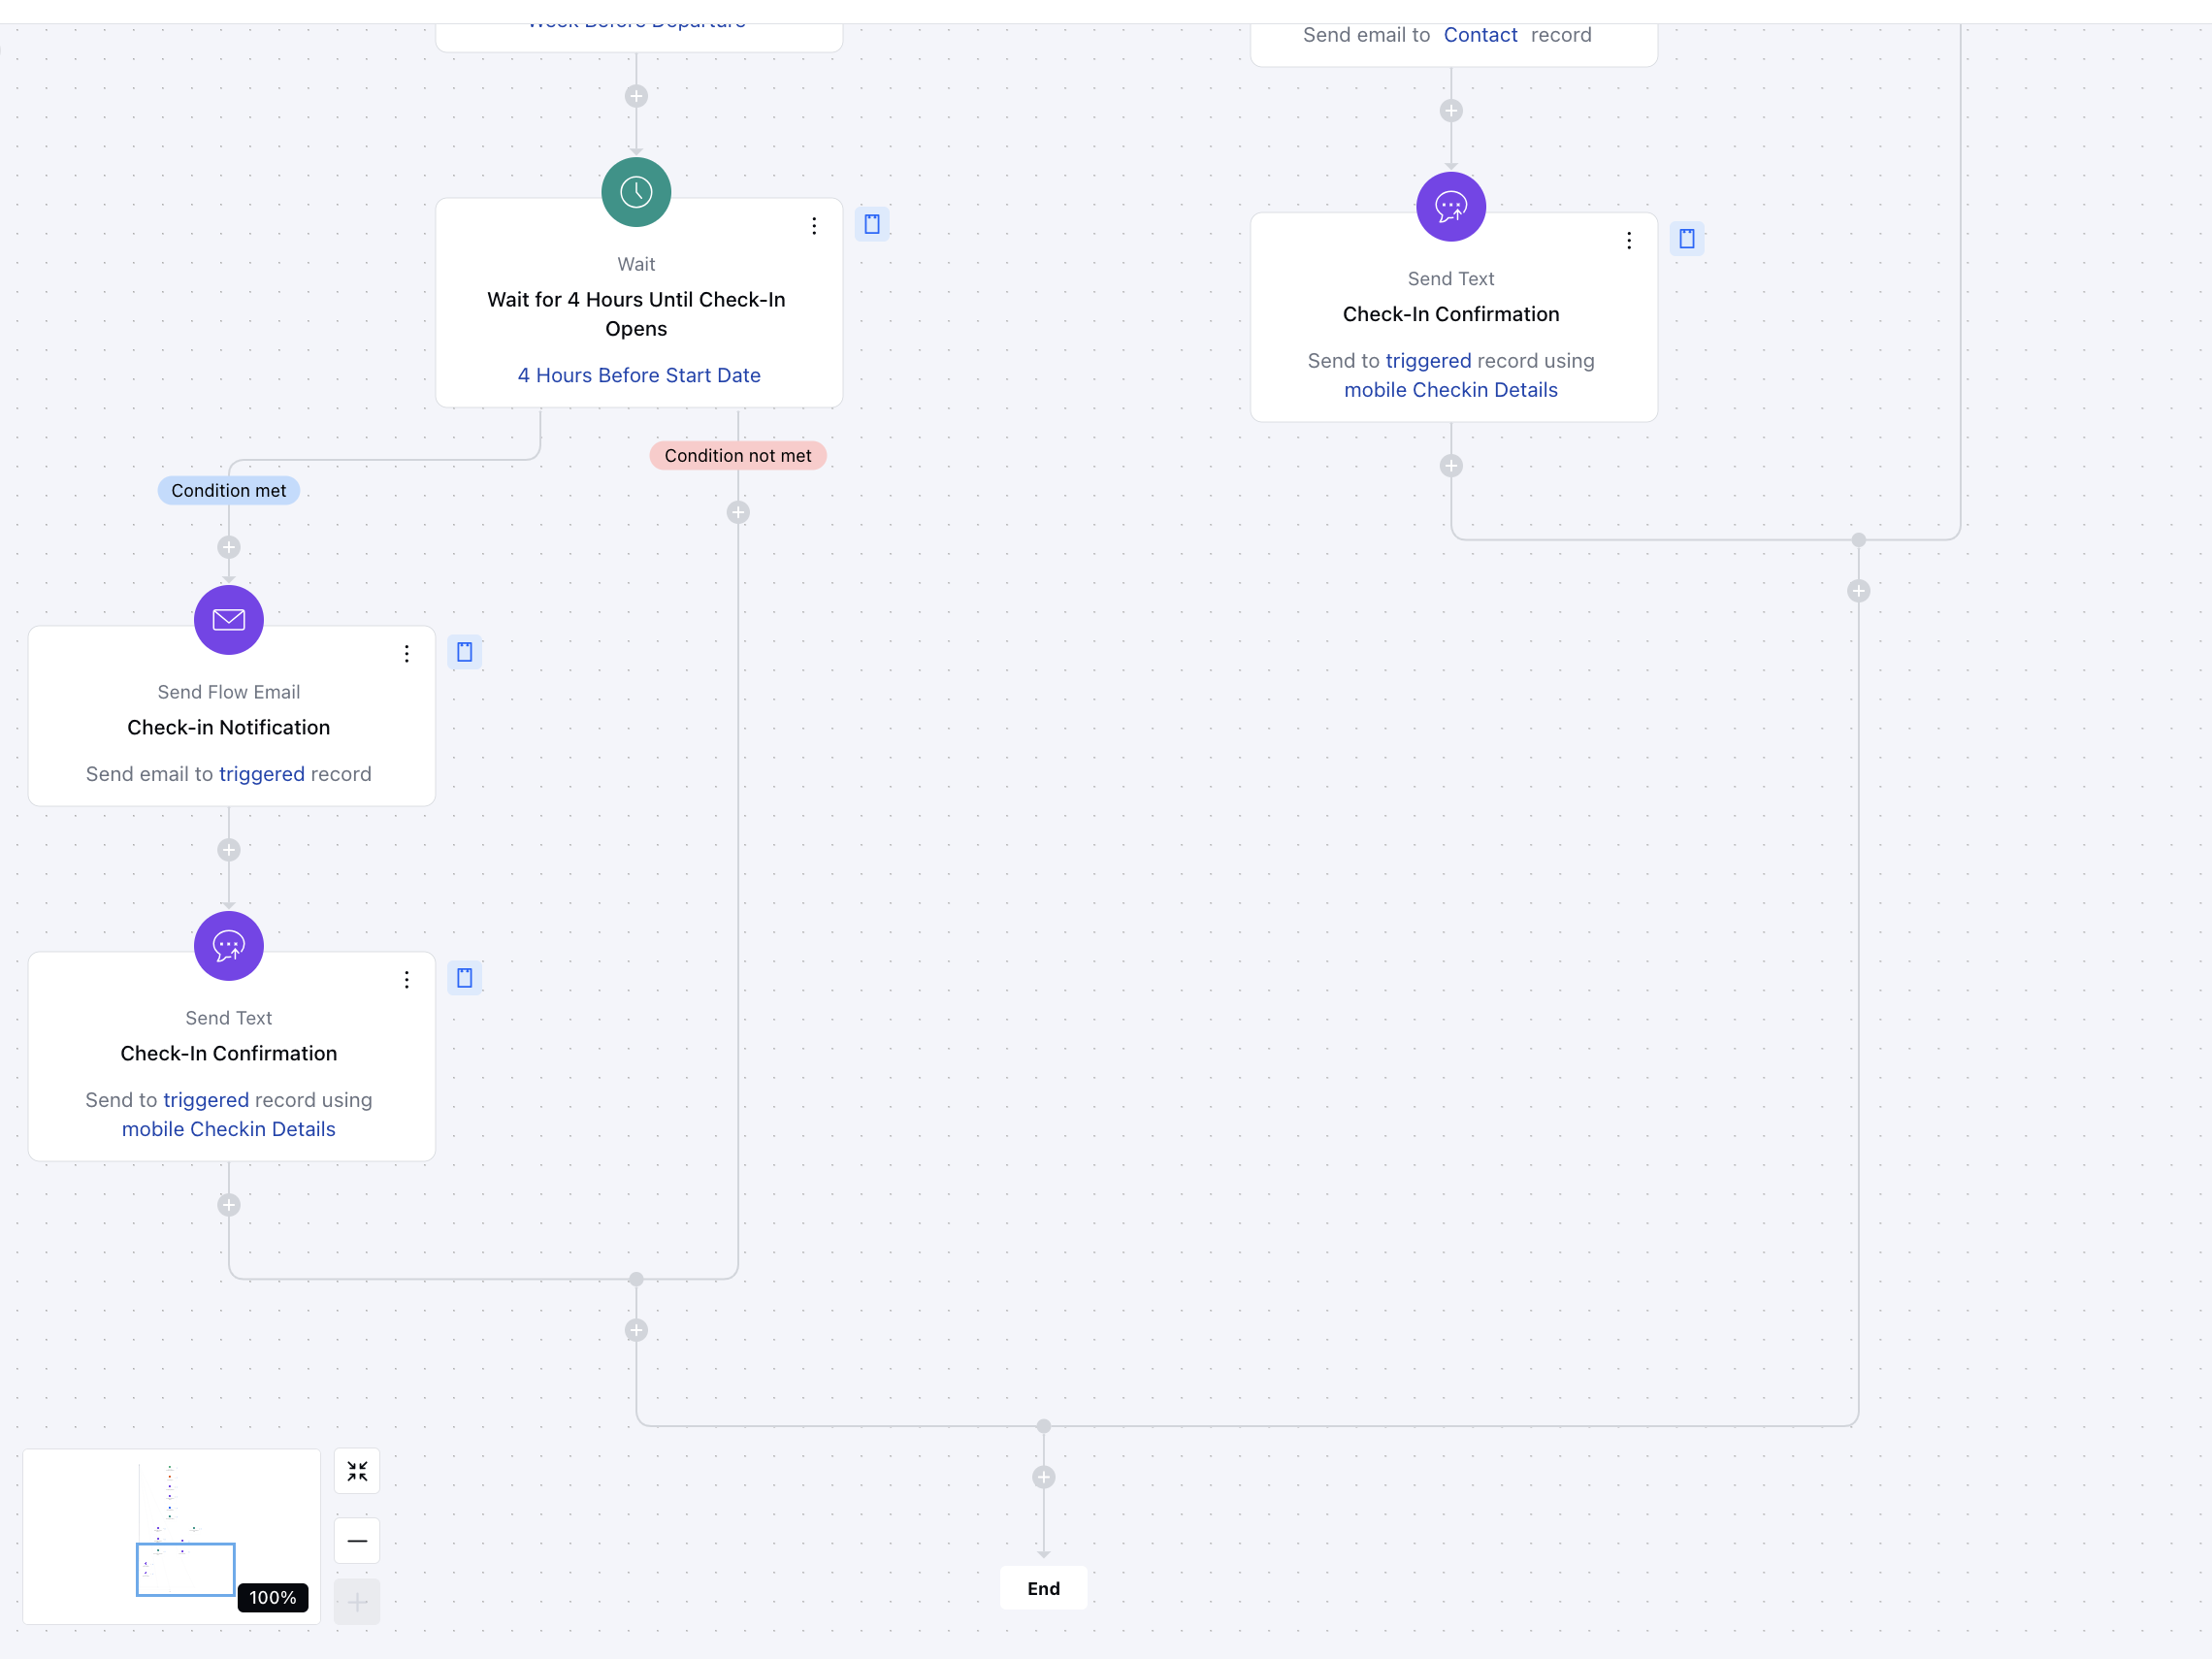 Week Before Departure
Wait
Wait for 4 Hours Until Check-In
Opens
4 Hours Before Start Date
Condition met
Condition not met
Send Flow Email
Check-in Notification
Send email to triggered record
Send Text
Check-In Confirmation
Send to triggered record using
mobile Checkin Details
Send email to Contact record
Send Text
Check-In Confirmation
Send to triggered record using
mobile Checkin Details
End
100%